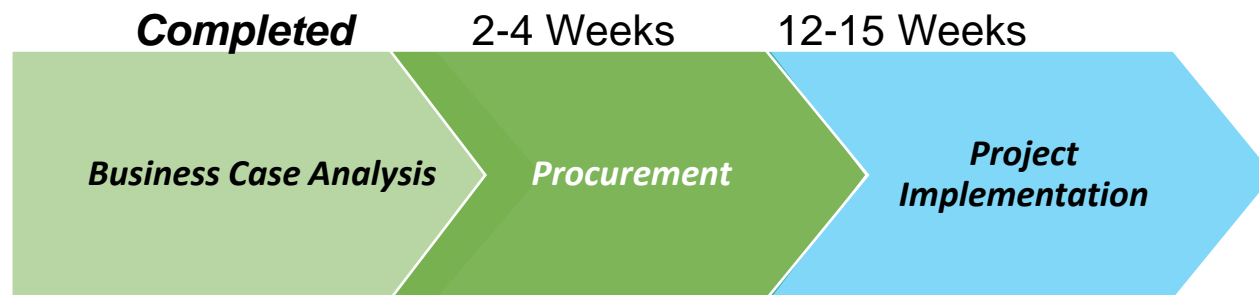 Completed
2-4 Weeks
12-15 Weeks
Business Case Analysis
Procurement
Project
Implementation